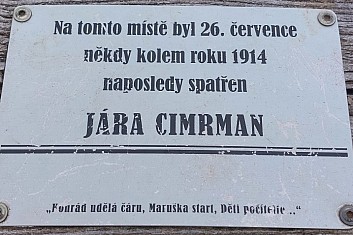 Na tomto místě byl 26. července
někdy kolem roku 1914
naposledy spatřen
JÁRA CIMRMAN
„Konrád udělá čáru, Maruška start, Děti počítejte..."